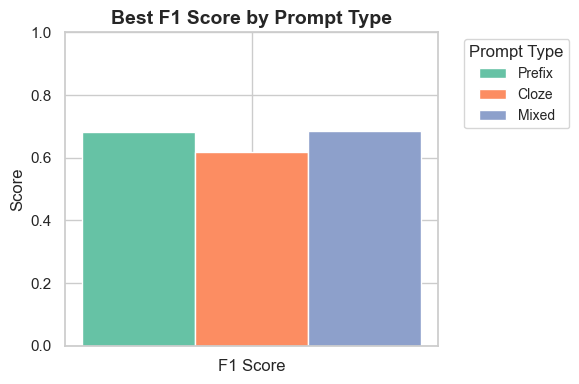 Best F1 Score by Prompt Type
1.0
0.8
0.6
0.4
0.2
0.0
Score
F1 Score
Prompt Type
Prefix
Cloze
Mixed